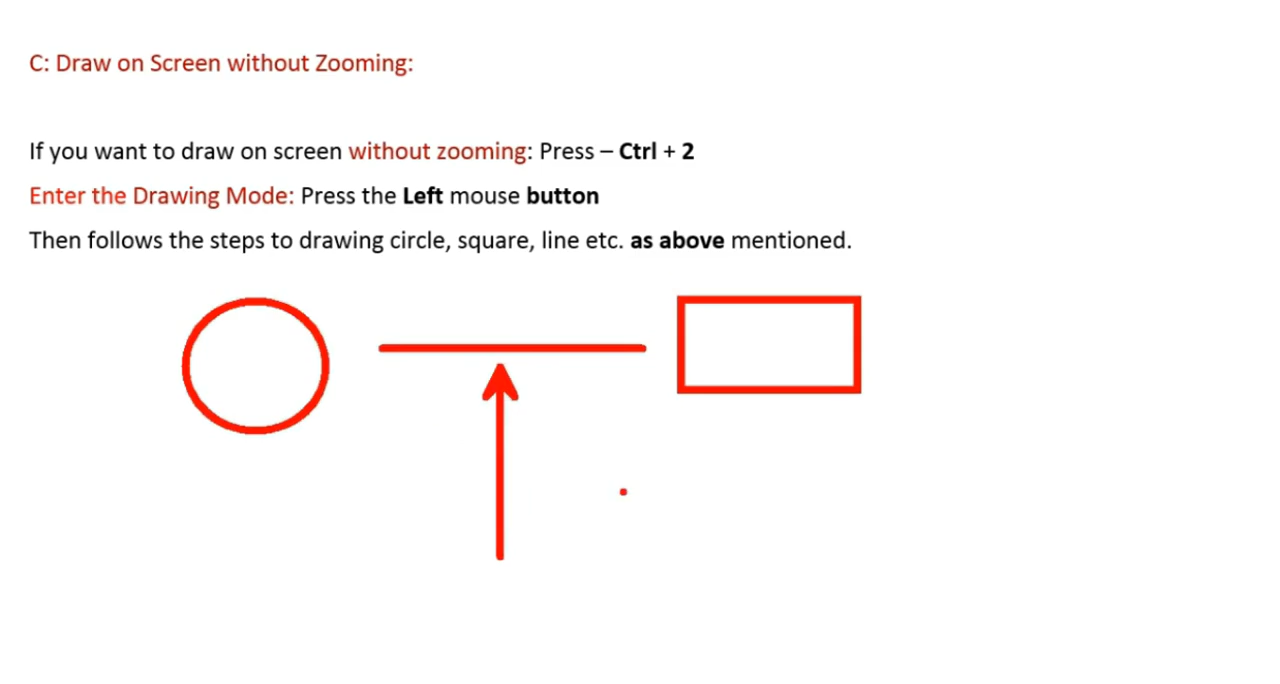 C: Draw on Screen without Zooming:
If you want to draw on screen without zooming: Press – Ctrl + 2
Enter the Drawing Mode: Press the Left mouse button
Then follows the steps to drawing circle, square, line etc. as above mentioned.